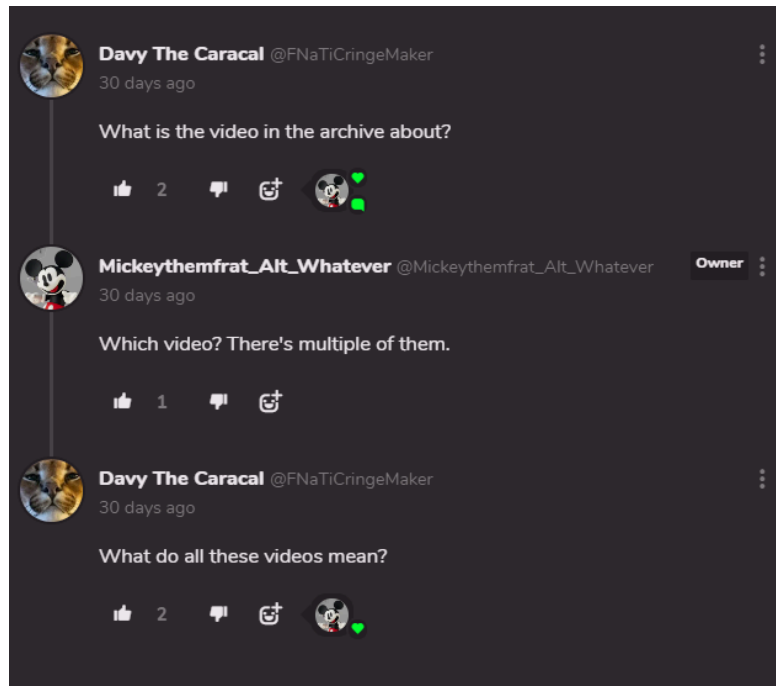 Davy The Caracal @FNaTiCringeMaker
30 days ago
What is the video in the archive about?
2
Mickeythemfrat_Alt_Whatever @Mickeythemfrat_Alt_Whatever Owner
30 days ago
Which video? There's multiple of them.
1
Davy The Caracal @FNaTiCringeMaker
30 days ago
What do all these videos mean?
2